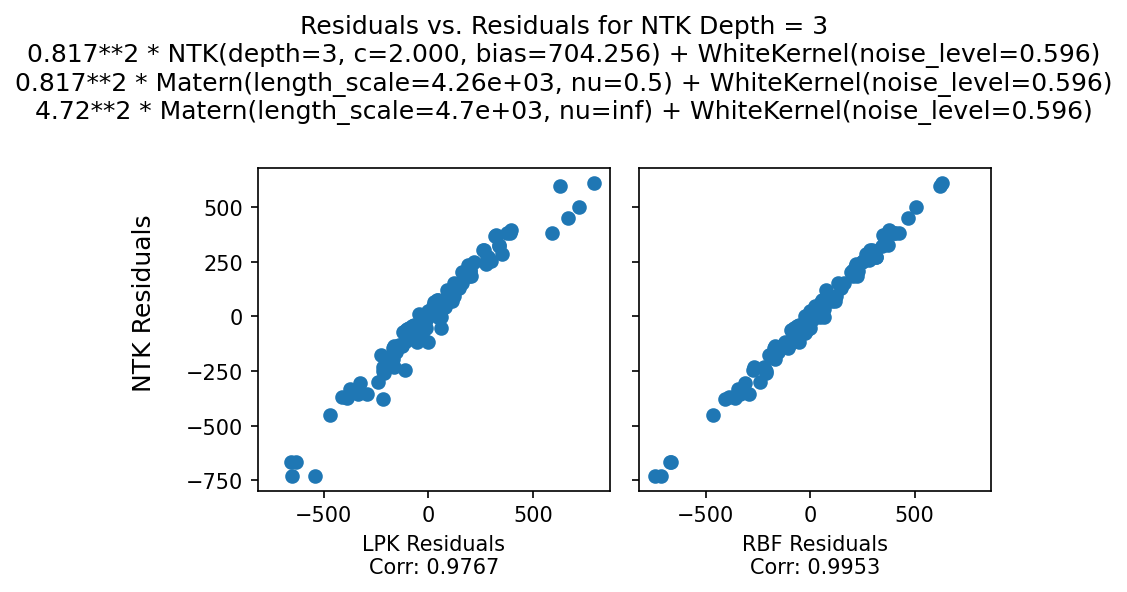 Residuals vs. Residuals for NTK Depth = 3
0.817**2 * NTK(depth=3, c=2.000, bias=704.256) + WhiteKernel(noise_level=0.596)
0.817**2 * Matern(length_scale=4.26e+03, nu=0.5) + WhiteKernel(noise_level=0.596)
4.72**2 * Matern(length_scale=4.7e+03, nu=inf) + WhiteKernel(noise_level=0.596)
NTK Residuals
500
250
0
−250
−500
−750
−500 0 500
−500 0 500
LPK Residuals
Corr: 0.9767
RBF Residuals
Corr: 0.9953